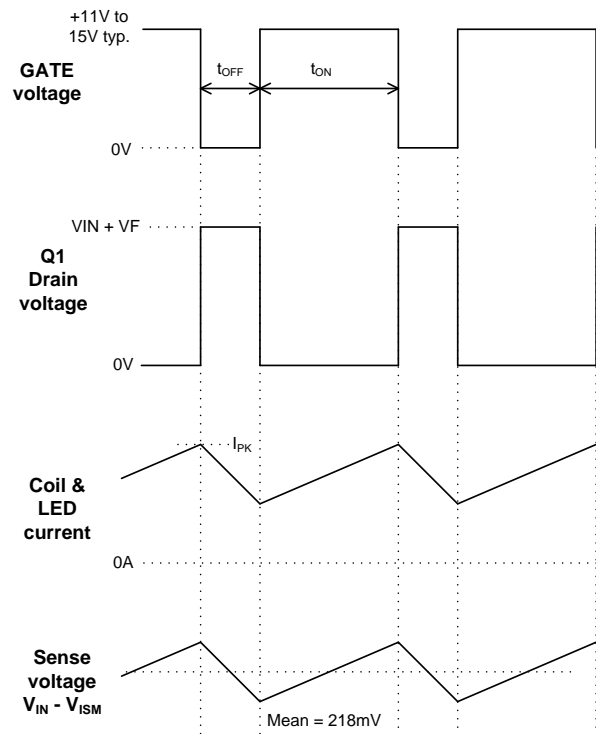 +11V to
15V typ.
GATE
voltage
tOFF
tON
0V
VIN + VF
Q1
Drain
voltage
0V
IPK
Coil &
LED
current
0A
Sense
voltage
VIN - VISM
Mean = 218mV